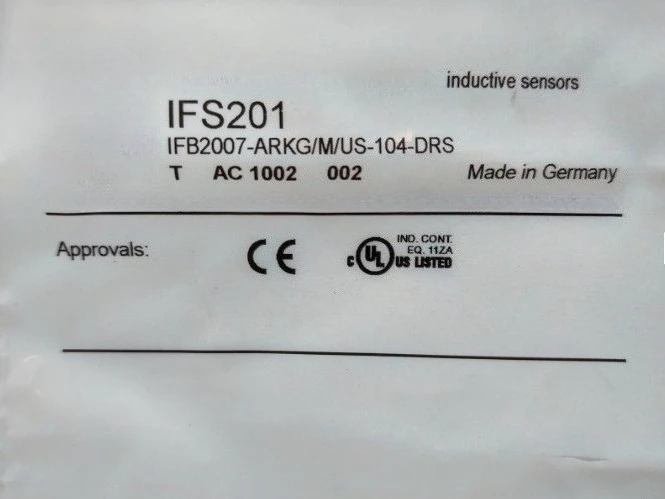 inductive sensors
IFS201
IFB2007-ARKG/M/US-104-DRS
T AC 1002 002 Made in Germany
Approvals: CE c UL US LISTED
IND. CONT.
EQ. 11ZA